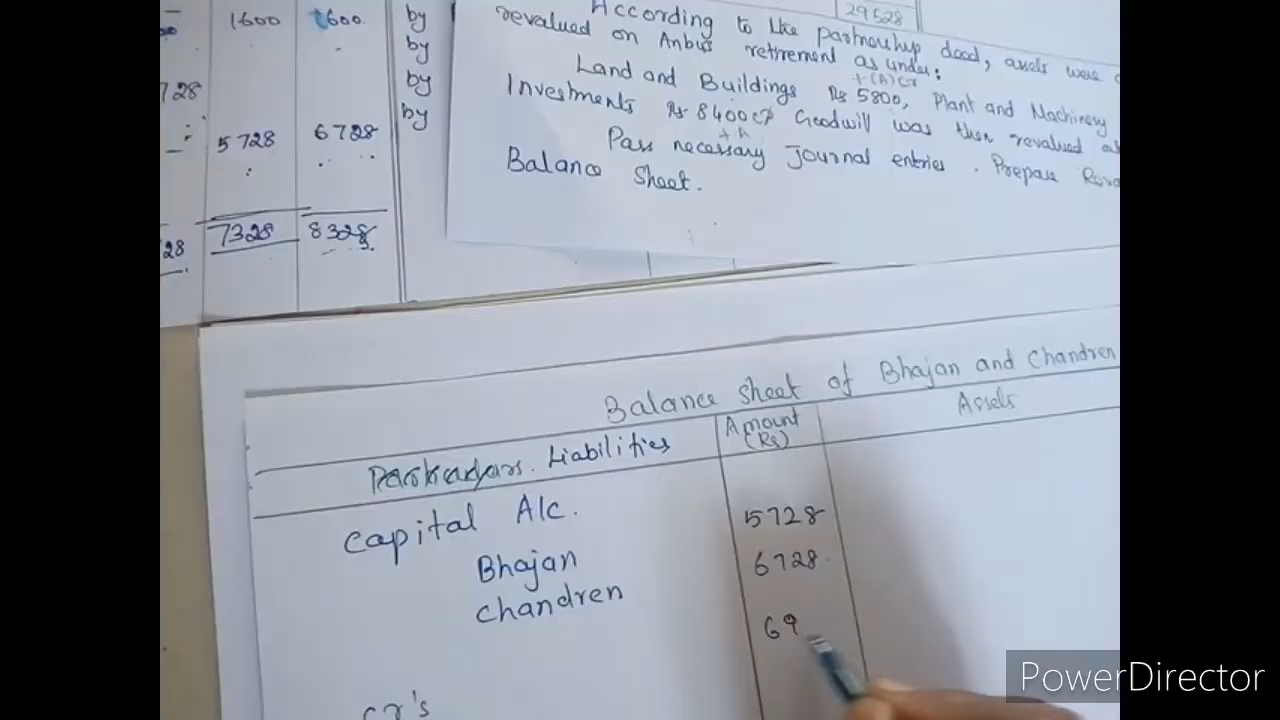 29528
1600 1600 by
by
728 by
5728 6728 by
28 7328 8328
According to the partnership deed, assets were
revalued on Anbu's retirement as under:
+(A)Cr
Land and Buildings Rs 5800, Plant and Machinery
Investments Rs 8400 Goodwill was then revalued at
+A
Pass necessary Journal entries. Prepare Reva
Balance Sheet.
Balance sheet of Bhajan and Chandren
Liabilities Amount (Rs) Assets
Capital A/c.
Bhajan 5728
Chandren 6728
69
cr's
PowerDirector